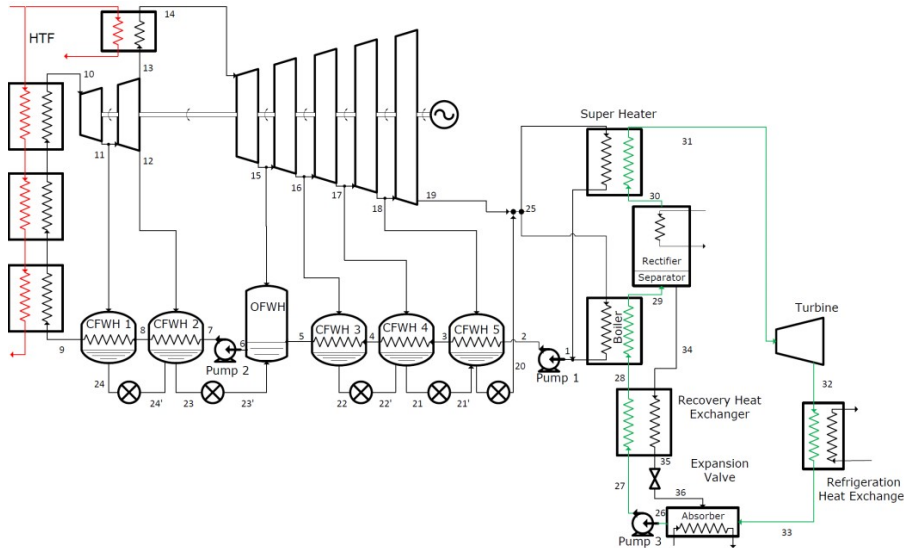 14
HTF
13
10
11
12
15
16
17
18
19
25
Super Heater
31
30
Rectifier
Separator
29
Boiler
28
34
Turbine
32
CFWH 1
8
CFWH 2
7
9
Pump 2
6
OFWH
5
CFWH 3
4
CFWH 4
3
CFWH 5
2
20
Pump 1
1
24
24'
23
23'
22
22'
21
21'
Recovery Heat
Exchanger
35
Expansion
Valve
36
27
26
Pump 3
Absorber
33
Refrigeration
Heat Exchange